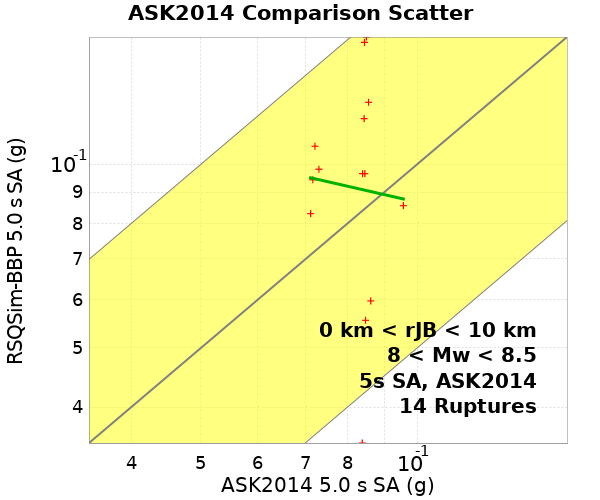 ASK2014 Comparison Scatter
RSQSim-BBP 5.0 s SA (g)
10-1
9
8
7
6
5
4
0 km < rJB < 10 km
8 < Mw < 8.5
5s SA, ASK2014
14 Ruptures
4 5 6 7 8 10-1
ASK2014 5.0 s SA (g)